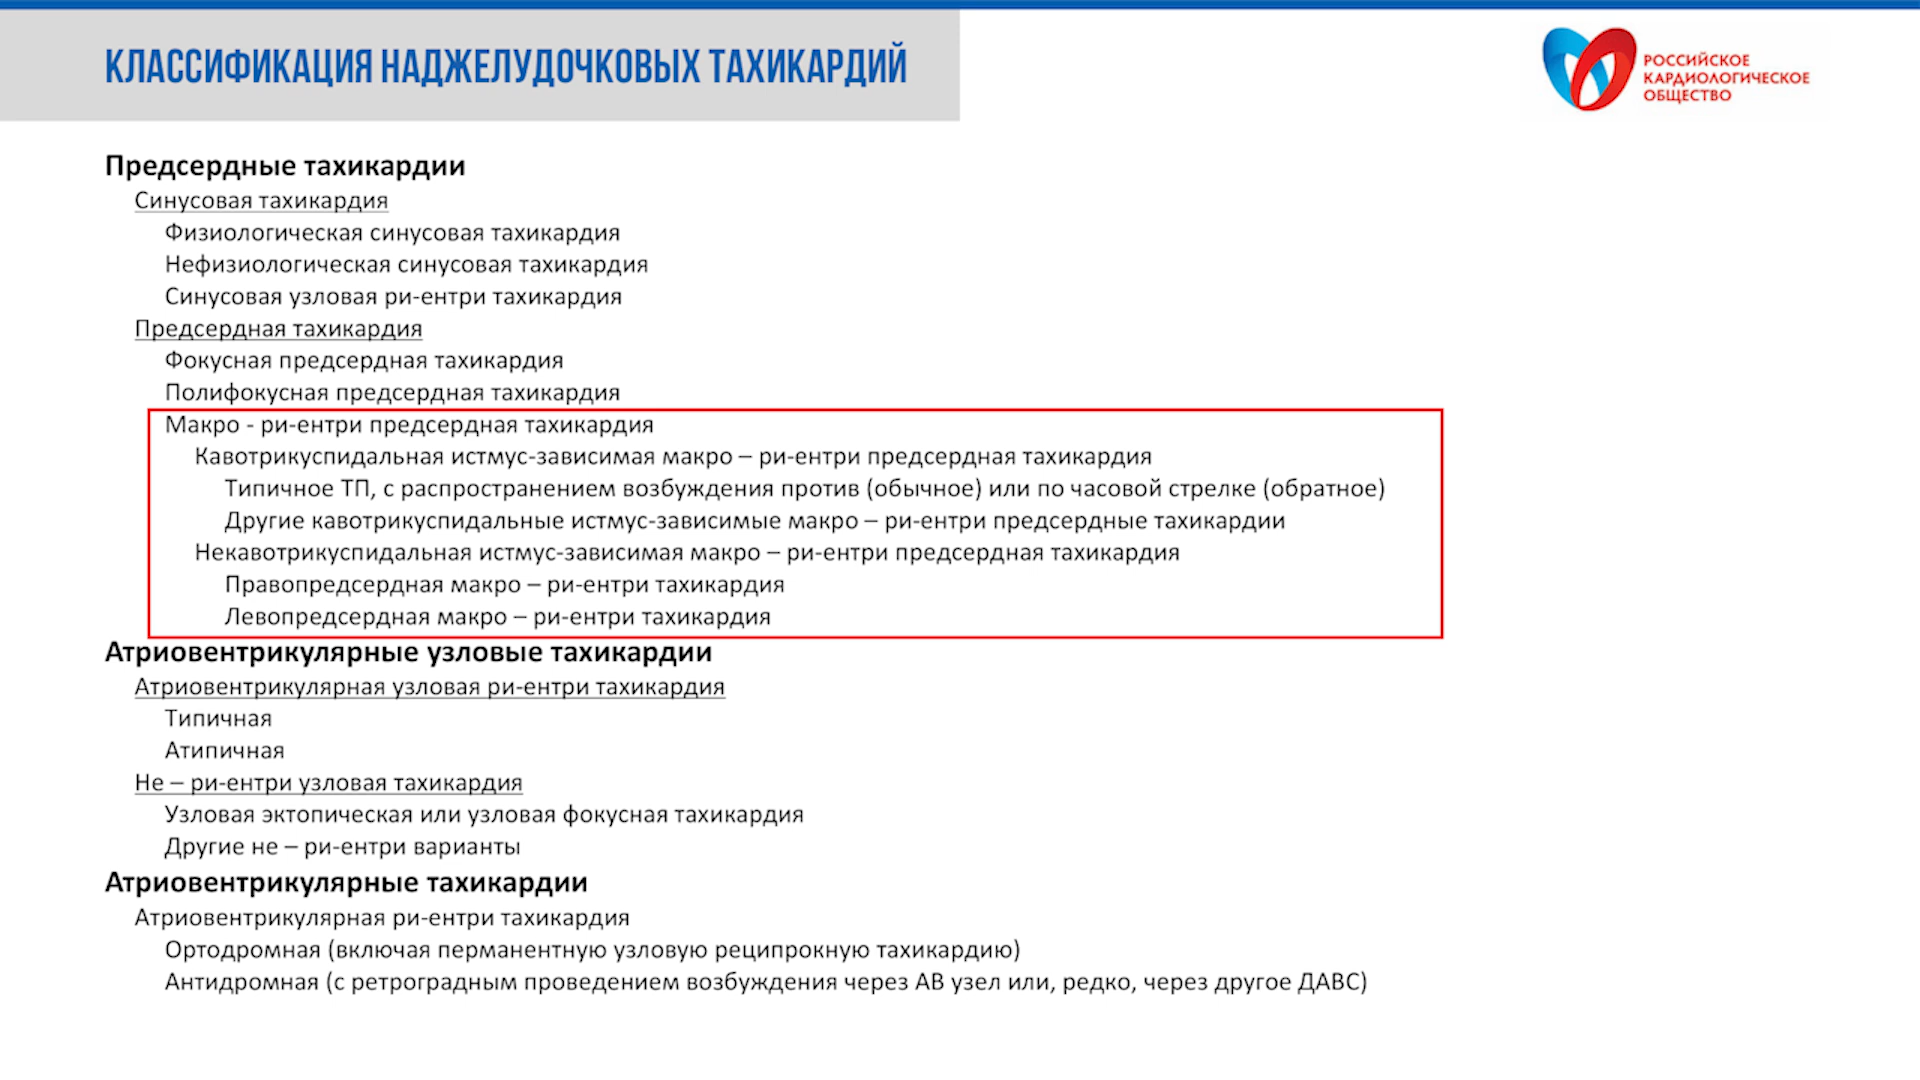 КЛАССИФИКАЦИЯ НАДЖЕЛУДОЧКОВЫХ ТАХИКАРДИЙ
РОССИЙСКОЕ
КАРДИОЛОГИЧЕСКОЕ
ОБЩЕСТВО
Предсердные тахикардии
Синусовая тахикардия
Физиологическая синусовая тахикардия
Нефизиологическая синусовая тахикардия
Синусовая узловая ри-ентри тахикардия
Предсердная тахикардия
Фокусная предсердная тахикардия
Полифокусная предсердная тахикардия
Макро - ри-ентри предсердная тахикардия
Кавотрикуспидальная истмус-зависимая макро – ри-ентри предсердная тахикардия
Типичное ТП, с распространением возбуждения против (обычное) или по часовой стрелке (обратное)
Другие кавотрикуспидальные истмус-зависимые макро – ри-ентри предсердные тахикардии
Некавотрикуспидальная истмус-зависимая макро – ри-ентри предсердная тахикардия
Правопредсердная макро – ри-ентри тахикардия
Левопредсердная макро – ри-ентри тахикардия
Атриовентрикулярные узловые тахикардии
Атриовентрикулярная узловая ри-ентри тахикардия
Типичная
Атипичная
Не – ри-ентри узловая тахикардия
Узловая эктопическая или узловая фокусная тахикардия
Другие не – ри-ентри варианты
Атриовентрикулярные тахикардии
Атриовентрикулярная ри-ентри тахикардия
Ортодромная (включая перманентную узловую реципрокную тахикардию)
Антидромная (с ретроградным проведением возбуждения через АВ узел или, редко, через другое ДАВС)